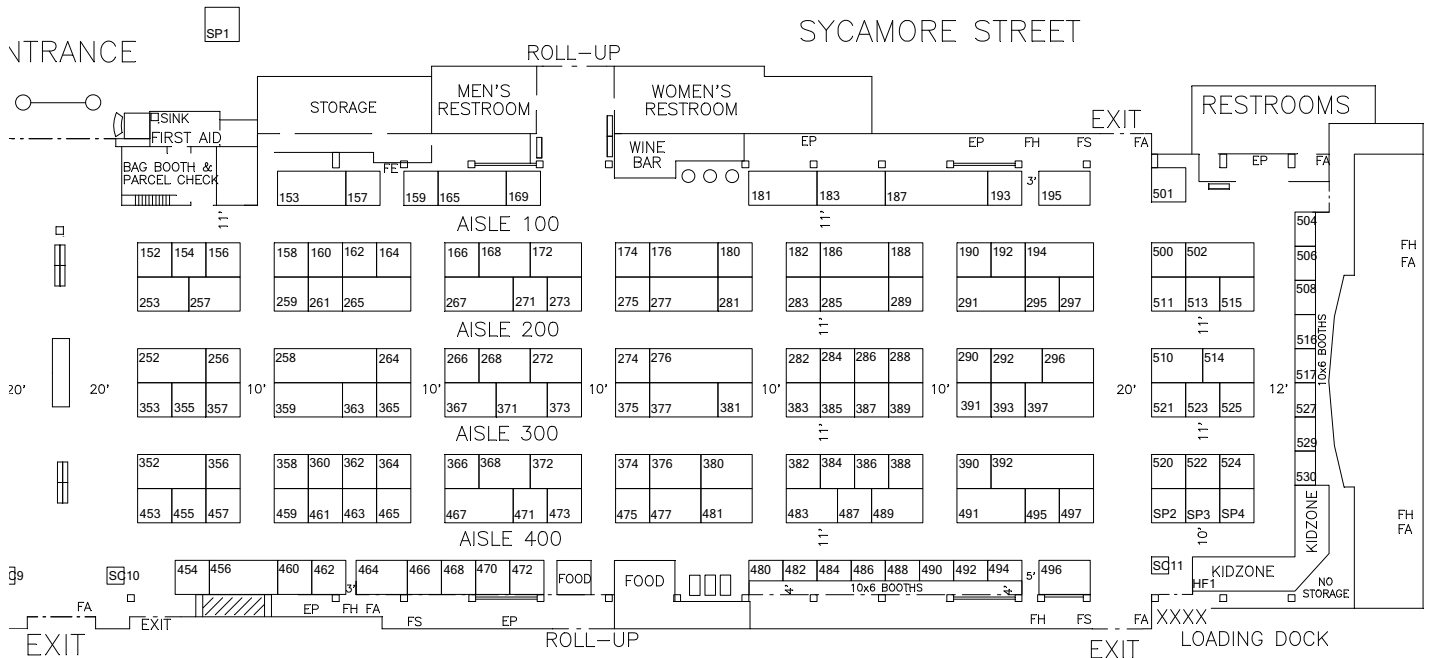 SP1
SYCAMORE STREET
NTRANCE
ROLL-UP
MEN'S
RESTROOM
WOMEN'S
RESTROOM
STORAGE
RESTROOMS
SINK
FIRST AID
EXIT
WINE
BAR
EP
EP
FH
FS
FA
EP
FA
BAG BOOTH &
PARCEL CHECK
FE
153
157
159
165
169
181
183
187
193
3'
195
501
11'
AISLE 100
11'
504
152
154
156
158
160
162
164
166
168
172
174
176
180
182
186
188
190
192
194
500
502
506
FH
FA
253
257
259
261
265
267
271
273
275
277
281
283
285
289
291
295
297
511
513
515
508
AISLE 200
11'
11'
10x6 BOOTHS
516
252
256
258
264
266
268
272
274
276
282
284
286
288
290
292
296
510
514
517
20'
20'
10'
10'
10'
10'
10'
20'
12'
353
355
357
359
363
365
367
371
373
375
377
381
383
385
387
389
391
393
397
521
523
525
527
AISLE 300
11'
11'
529
352
356
358
360
362
364
366
368
372
374
376
380
382
384
386
388
390
392
520
522
524
530
453
455
457
459
461
463
465
467
471
473
475
477
481
483
487
489
491
495
497
SP2
SP3
SP4
KIDZONE
FH
FA
AISLE 400
11'
10'
C9
SC10
454
456
460
462
3'
464
466
468
470
472
FOOD
FOOD
480
482
484
486
488
490
492
494
5'
496
SC11
KIDZONE
4'
10x6 BOOTHS
4'
HF1
NO
STORAGE
FA
EP
FH
FA
EXIT
FS
EP
FH
FS
FA
XXXX
EXIT
ROLL-UP
EXIT
LOADING DOCK